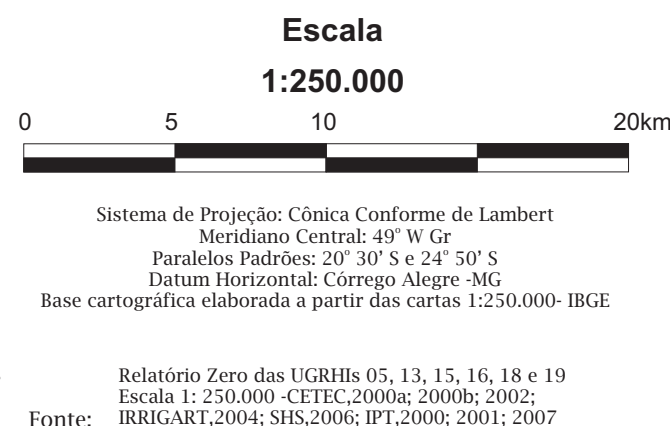 Escala
1:250.000
0 5 10 20km
Sistema de Projeção: Cônica Conforme de Lambert
Meridiano Central: 49° W Gr
Paralelos Padrões: 20° 30' S e 24° 50' S
Datum Horizontal: Córrego Alegre -MG
Base cartográfica elaborada a partir das cartas 1:250.000- IBGE
Relatório Zero das UGRHIs 05, 13, 15, 16, 18 e 19
Escala 1: 250.000 -CETEC,2000a; 2000b; 2002;
Fonte: IRRIGART,2004; SHS,2006; IPT,2000; 2001; 2007